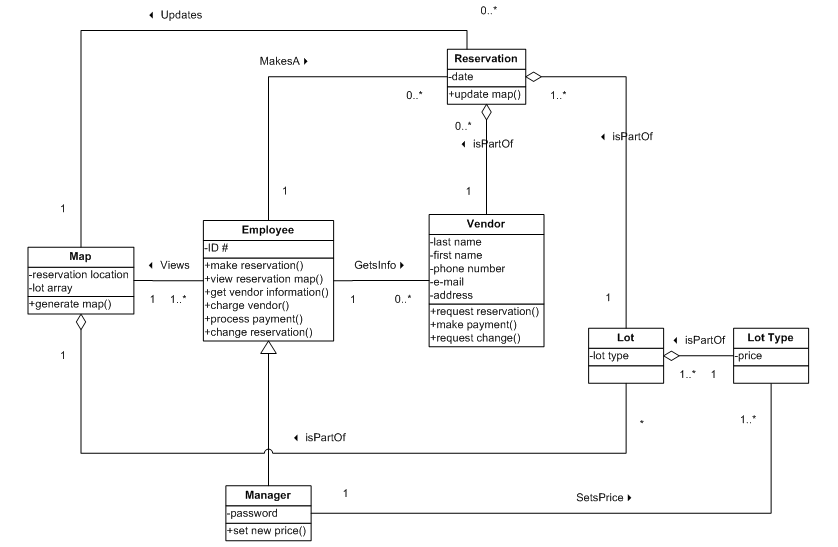 ◄ Updates
0..*
Reservation
-date
+update map()
MakesA ►
0..*
1..*
0..*
◄ isPartOf
◄ isPartOf
1
1
1
1
Employee
-ID #
+make reservation()
+view reservation map()
+get vendor information()
+charge vendor()
+process payment()
+change reservation()
Vendor
-last name
-first name
-phone number
-e-mail
-address
+request reservation()
+make payment()
+request change()
Map
-reservation location
-lot array
+generate map()
◄ Views
1 1..*
GetsInfo ►
1 0..*
1
Lot
-lot type
◄ isPartOf
1..* 1
Lot Type
-price
*
1..*
◄ isPartOf
Manager
-password
+set new price()
1
SetsPrice ►